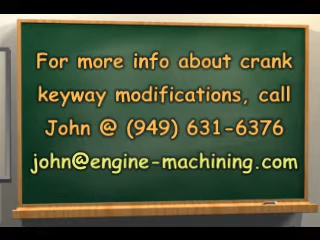 For more info about crank
keyway modifications, call
John @ (949) 631-6376
john@engine-machining.com